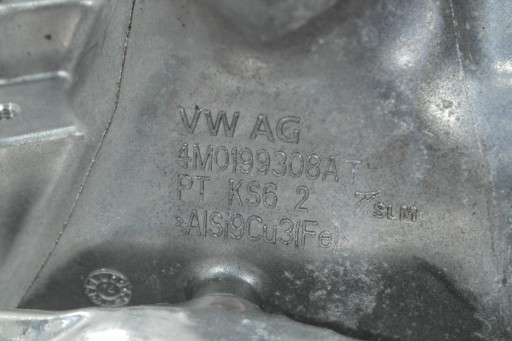 VW AG
4M0199308AT
PT KS6 2
SLM
>AlSi9Cu3(Fe)